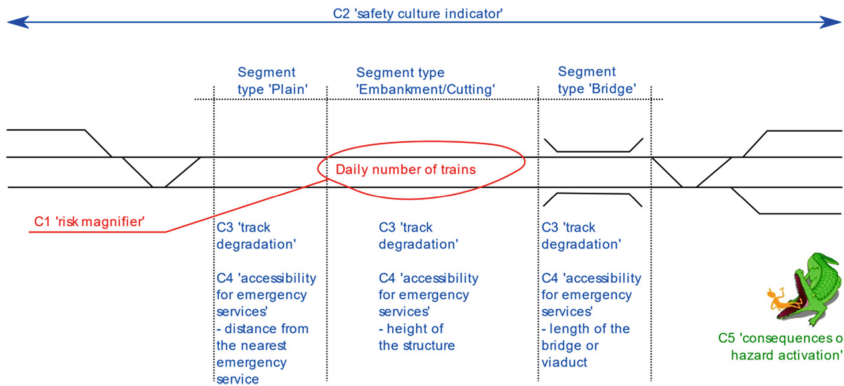 C2 'safety culture indicator'
Segment
type 'Plain'
Segment type
'Embankment/Cutting'
Segment
type 'Bridge'
Daily number of trains
C1 'risk magnifier'
C3 'track
degradation'
C4 'accessibility
for emergency
services'
- distance from
the nearest
emergency
service
C3 'track
degradation'
C4 'accessibility
for emergency
services'
- height of
the structure
C3 'track
degradation'
C4 'accessibility
for emergency
services'
- length of the
bridge or
viaduct
C5 'consequences o
hazard activation'